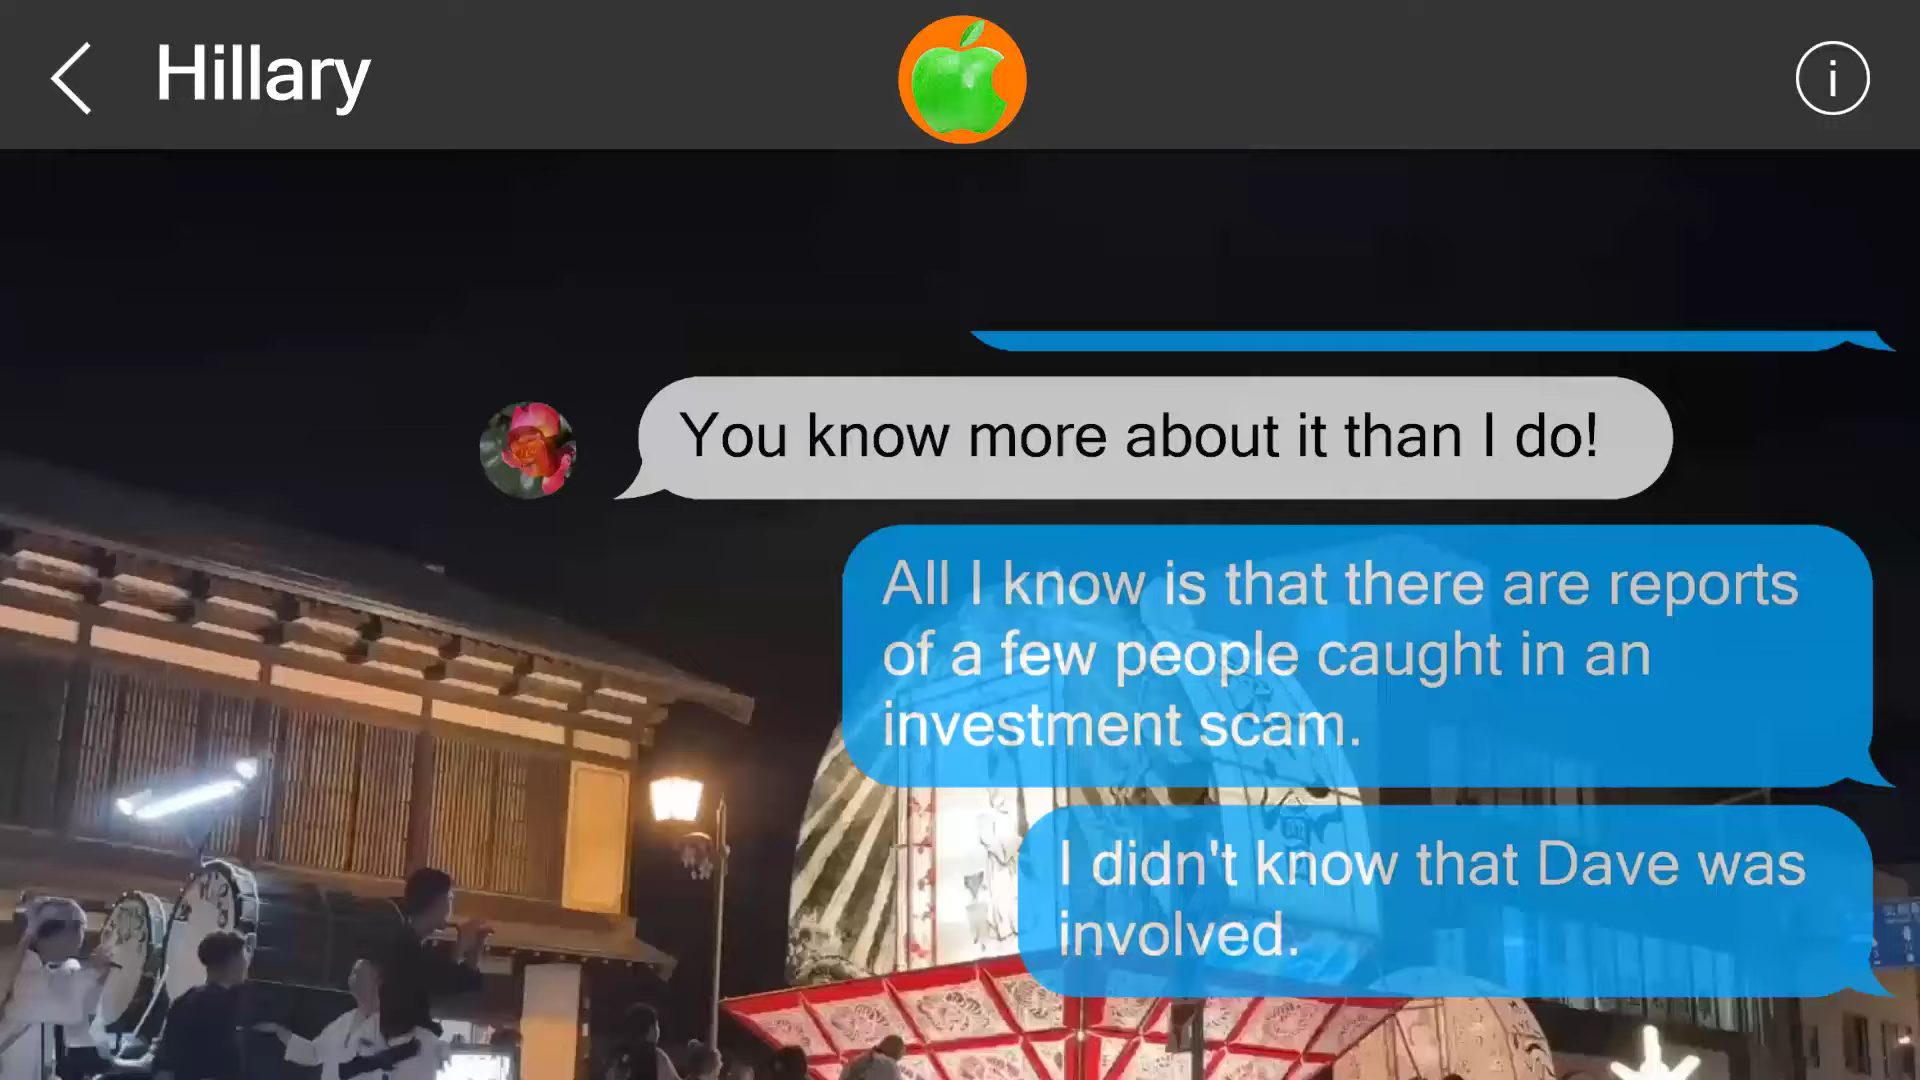 Hillary
You know more about it than I do!
All I know is that there are reports
of a few people caught in an
investment scam.
I didn't know that Dave was
involved.